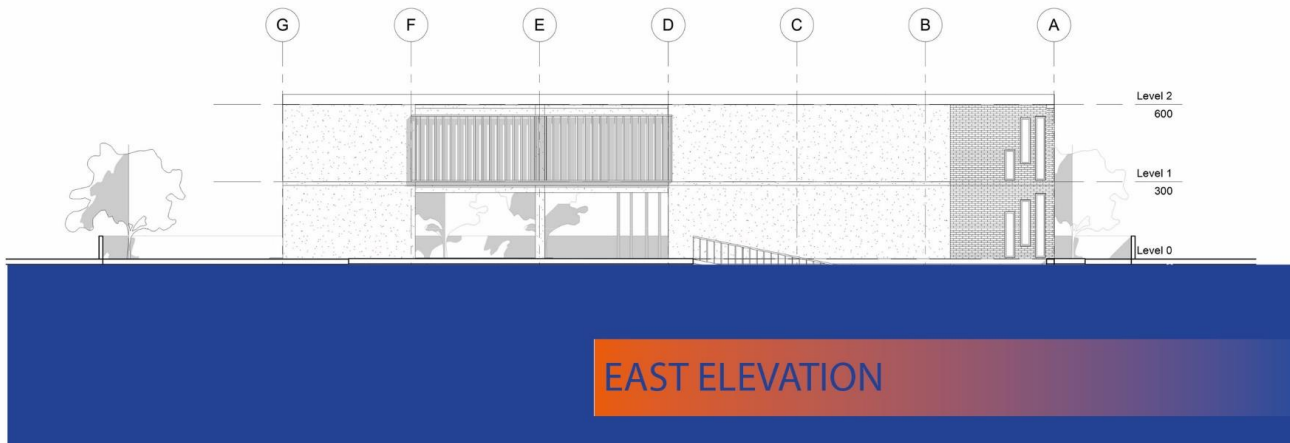 G F E D C B A
Level 2
600
Level 1
300
Level 0
EAST ELEVATION